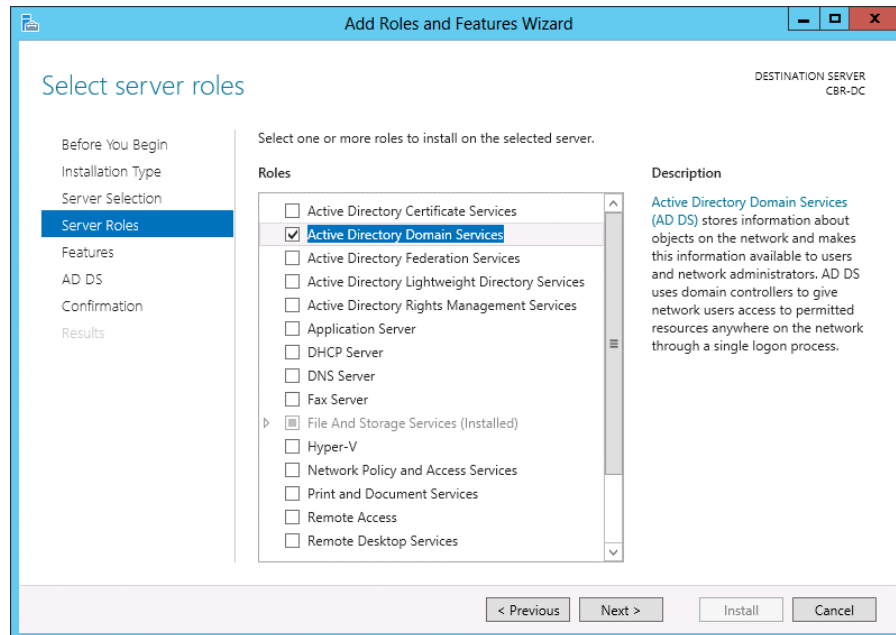 Add Roles and Features Wizard
Select server roles
DESTINATION SERVER
CBR-DC
Before You Begin
Installation Type
Server Selection
Server Roles
Features
AD DS
Confirmation
Results
Select one or more roles to install on the selected server.
Roles
Active Directory Certificate Services
Active Directory Domain Services
Active Directory Federation Services
Active Directory Lightweight Directory Services
Active Directory Rights Management Services
Application Server
DHCP Server
DNS Server
Fax Server
File And Storage Services (Installed)
Hyper-V
Network Policy and Access Services
Print and Document Services
Remote Access
Remote Desktop Services
Description
Active Directory Domain Services
(AD DS) stores information about
objects on the network and makes
this information available to users
and network administrators. AD DS
uses domain controllers to give
network users access to permitted
resources anywhere on the network
through a single logon process.
< Previous
Next >
Install
Cancel